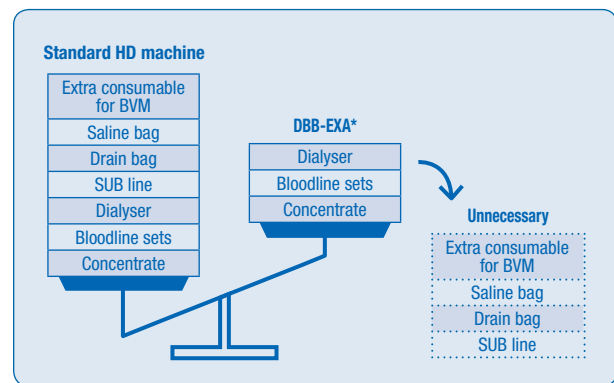 Standard HD machine
Extra consumable
for BVM
Saline bag
Drain bag
SUB line
Dialyser
Bloodline sets
Concentrate
DBB-EXA*
Dialyser
Bloodline sets
Concentrate
Unnecessary
Extra consumable
for BVM
Saline bag
Drain bag
SUB line